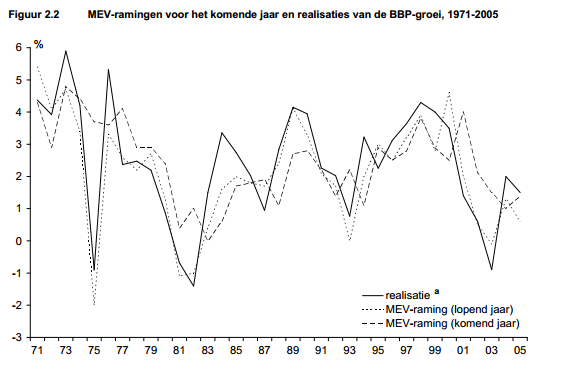 Figuur 2.2 MEV-ramingen voor het komende jaar en realisaties van de BBP-groei, 1971-2005
%
6
5
4
3
2
1
0
-1
-2
-3
realisatie a
MEV-raming (lopend jaar)
MEV-raming (komend jaar)
71 73 75 77 79 81 83 85 87 89 91 93 95 97 99 01 03 05